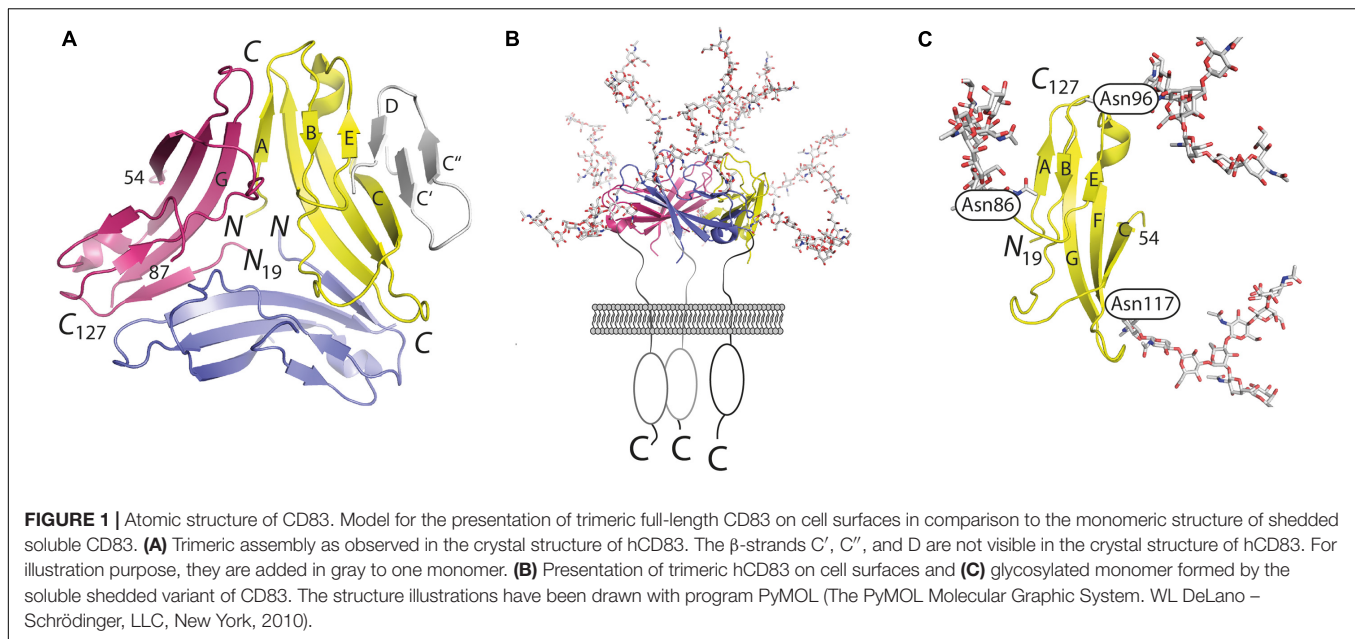 A
C
D
B
E
A
C″
C′
C
54
G
N
N
87
N19
C127
C
B
C
C
C
C
C127
Asn96
A
B
E
Asn86
F
C
54
N19
G
Asn117
FIGURE 1 | Atomic structure of CD83. Model for the presentation of trimeric full-length CD83 on cell surfaces in comparison to the monomeric structure of shedded
soluble CD83. (A) Trimeric assembly as observed in the crystal structure of hCD83. The β-strands C′, C″, and D are not visible in the crystal structure of hCD83. For
illustration purpose, they are added in gray to one monomer. (B) Presentation of trimeric hCD83 on cell surfaces and (C) glycosylated monomer formed by the
soluble shedded variant of CD83. The structure illustrations have been drawn with program PyMOL (The PyMOL Molecular Graphic System. WL DeLano –
Schrödinger, LLC, New York, 2010).